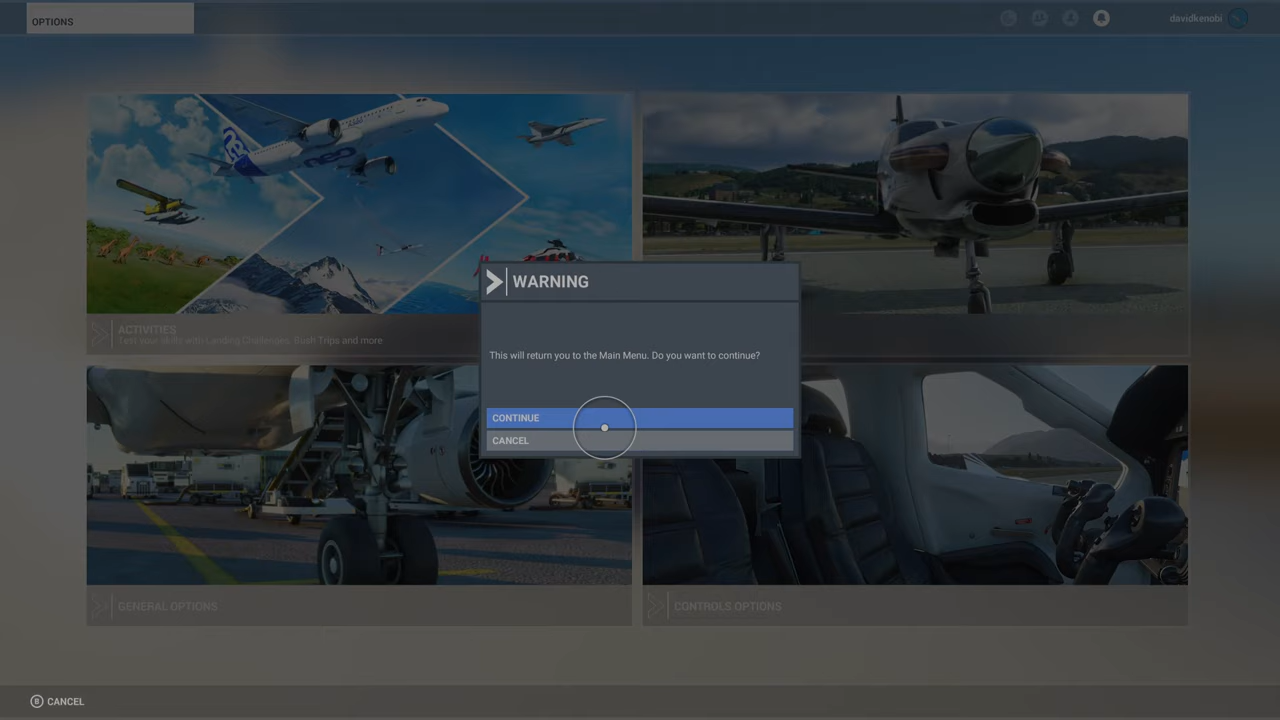 OPTIONS
davidkenobi
WARNING
ACTIVITIES
Test your skills with Landing Challenges, Bush Trips and more
This will return you to the Main Menu. Do you want to continue?
CONTINUE
CANCEL
GENERAL OPTIONS
CONTROLS OPTIONS
B CANCEL